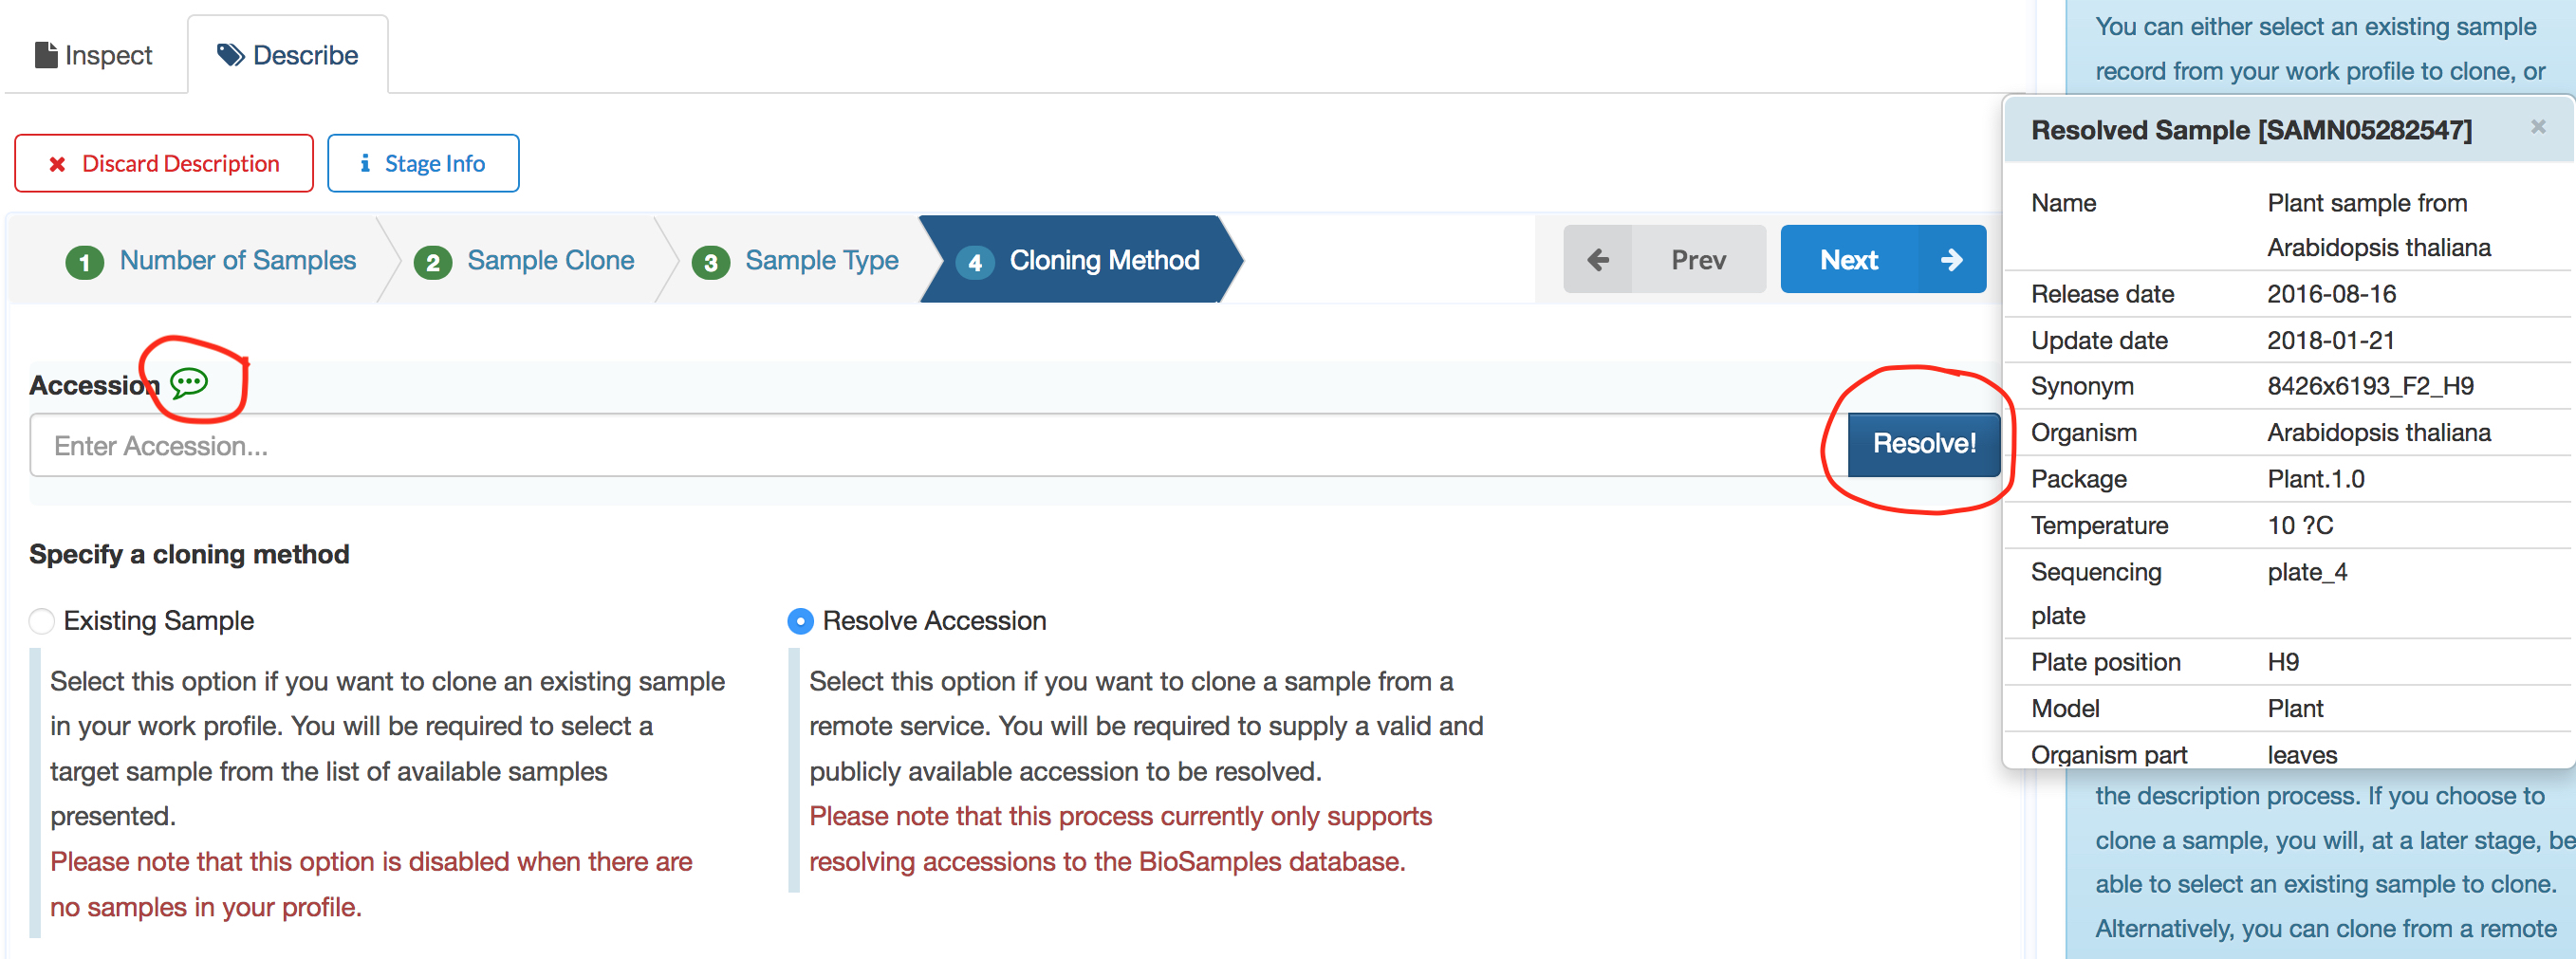 Inspect
Describe
Discard Description
Stage Info
1 Number of Samples
2 Sample Clone
3 Sample Type
4 Cloning Method
Prev
Next
Accession
Enter Accession...
Resolve!
Specify a cloning method
Existing Sample
Select this option if you want to clone an existing sample
in your work profile. You will be required to select a
target sample from the list of available samples
presented.
Please note that this option is disabled when there are
no samples in your profile.
Resolve Accession
Select this option if you want to clone a sample from a
remote service. You will be required to supply a valid and
publicly available accession to be resolved.
Please note that this process currently only supports
resolving accessions to the BioSamples database.
You can either select an existing sample
record from your work profile to clone, or
Resolved Sample [SAMN05282547] ×
Name Plant sample from
Arabidopsis thaliana
Release date 2016-08-16
Update date 2018-01-21
Synonym 8426x6193_F2_H9
Organism Arabidopsis thaliana
Package Plant.1.0
Temperature 10 ?C
Sequencing plate_4
plate
Plate position H9
Model Plant
Organism part leaves
the description process. If you choose to
clone a sample, you will, at a later stage, be
able to select an existing sample to clone.
Alternatively, you can clone from a remote